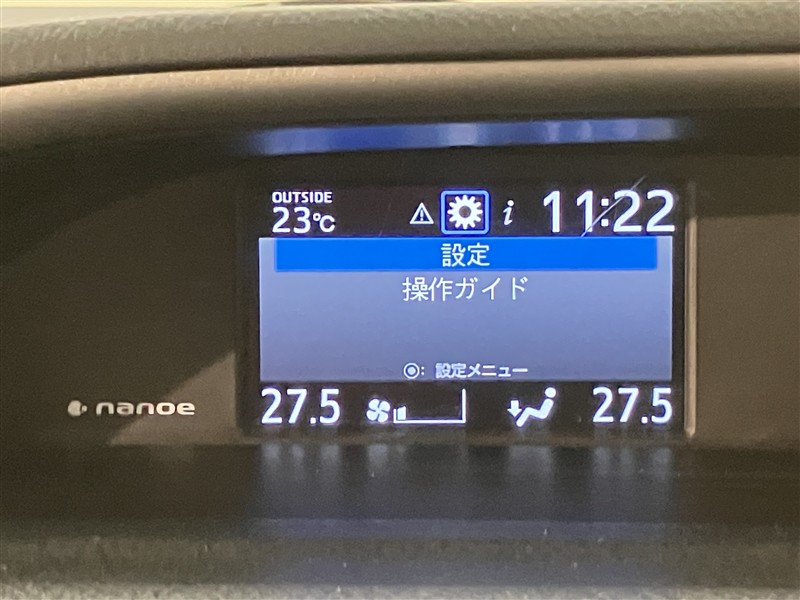 OUTSIDE
23℃
i
11:22
設定
操作ガイド
◎: 設定メニュー
27.5
27.5
nanoe